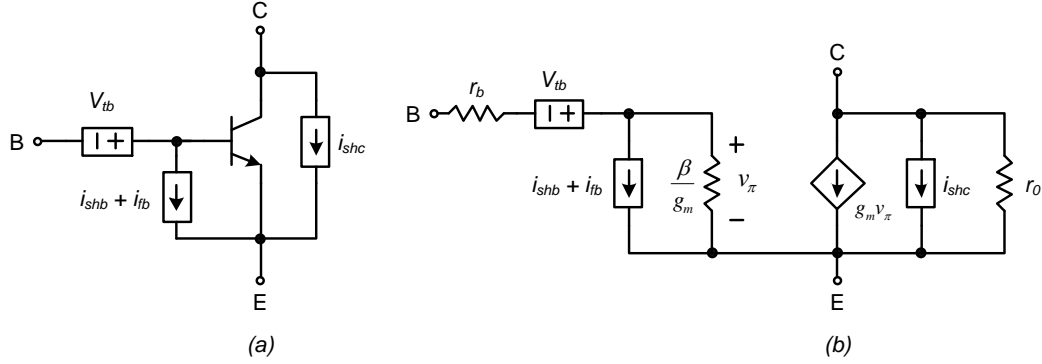 C
V_tb
B
i_shb + i_fb
i_shc
E
(a)
C
r_b
V_tb
B
i_shb + i_fb
β/g_m
+
v_π
−
g_m v_π
i_shc
r_0
E
(b)